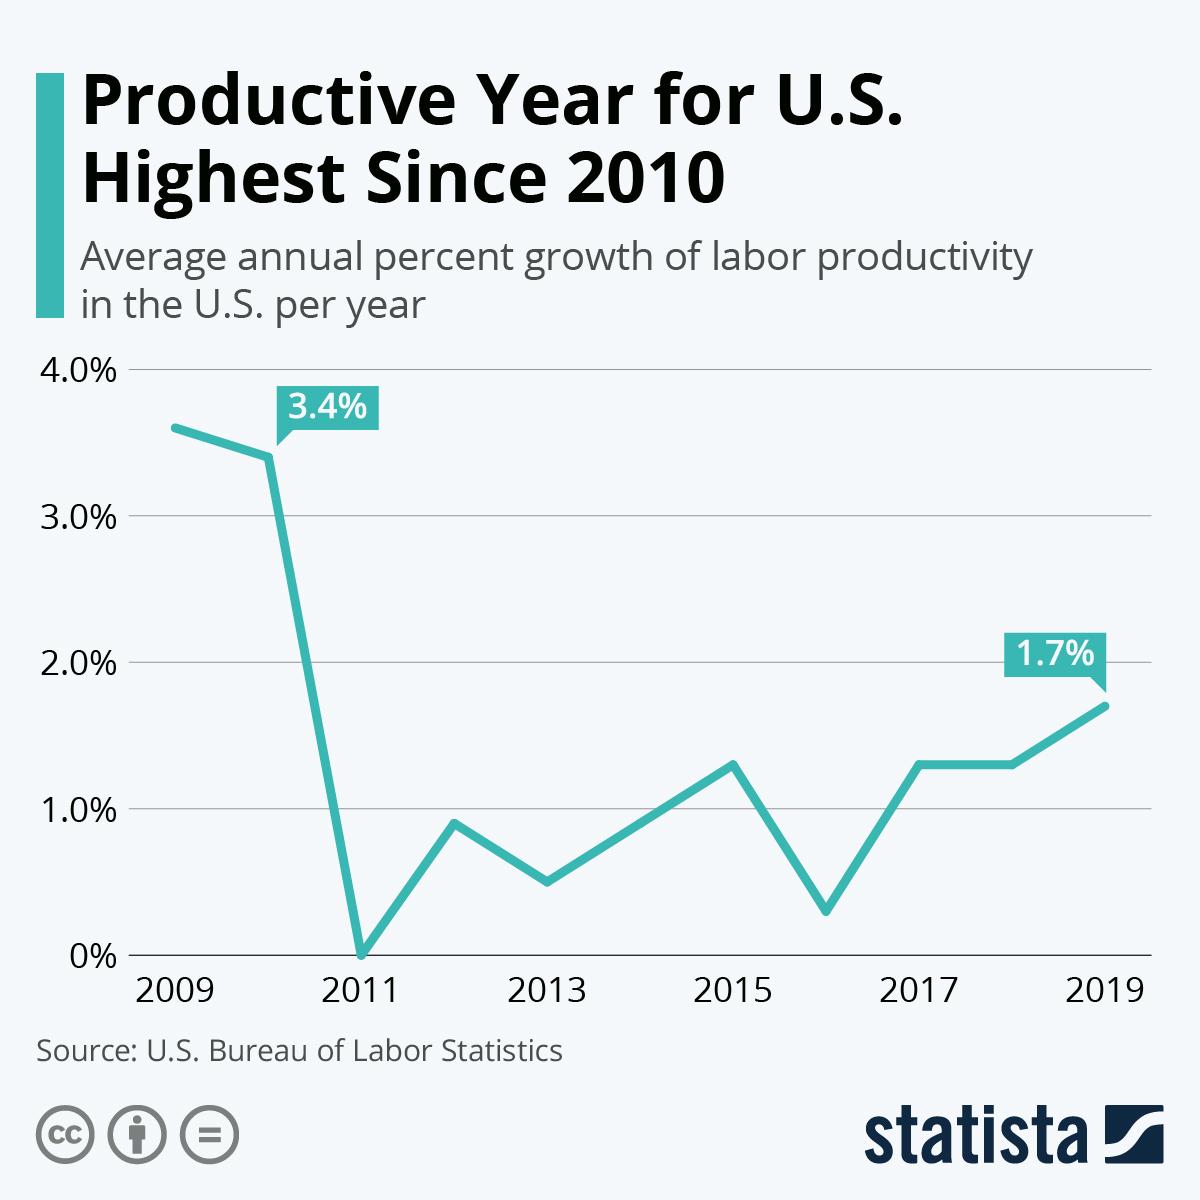 Productive Year for U.S.
Highest Since 2010
Average annual percent growth of labor productivity
in the U.S. per year
4.0%
3.4%
3.0%
2.0%
1.7%
1.0%
0%
2009 2011 2013 2015 2017 2019
Source: U.S. Bureau of Labor Statistics
cc
statista